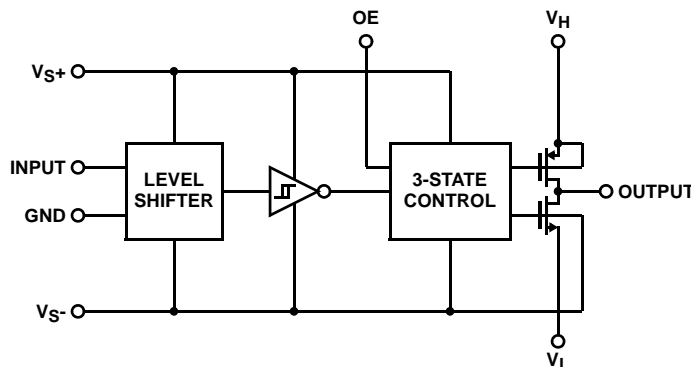 OE
VH
VS+
INPUT
LEVEL
SHIFTER
GND
3-STATE
CONTROL
OUTPUT
VS-
VL